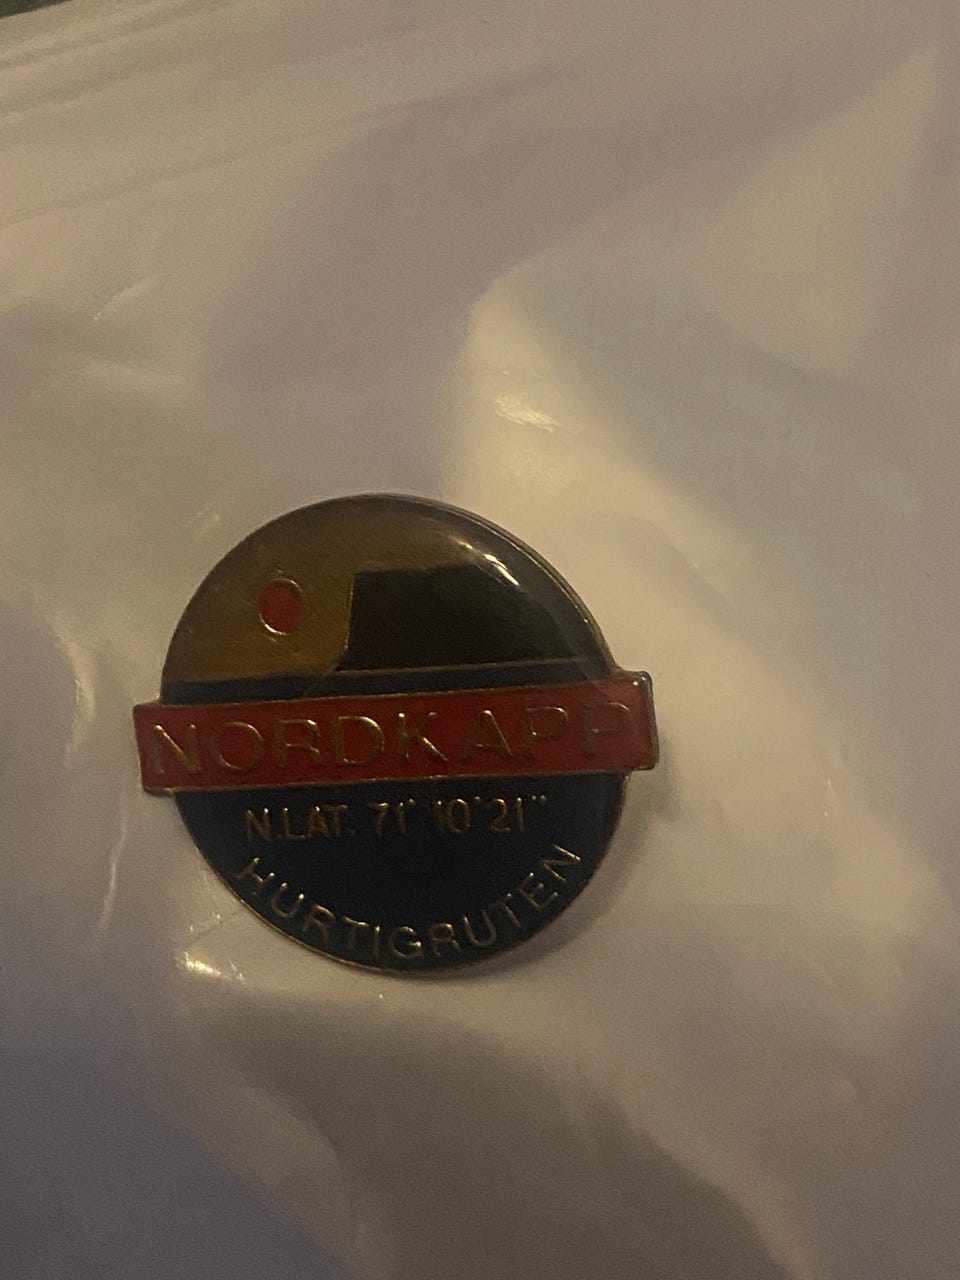 NORDKAPP
N.LAT. 71° 10'21"
HURTIGRUTEN